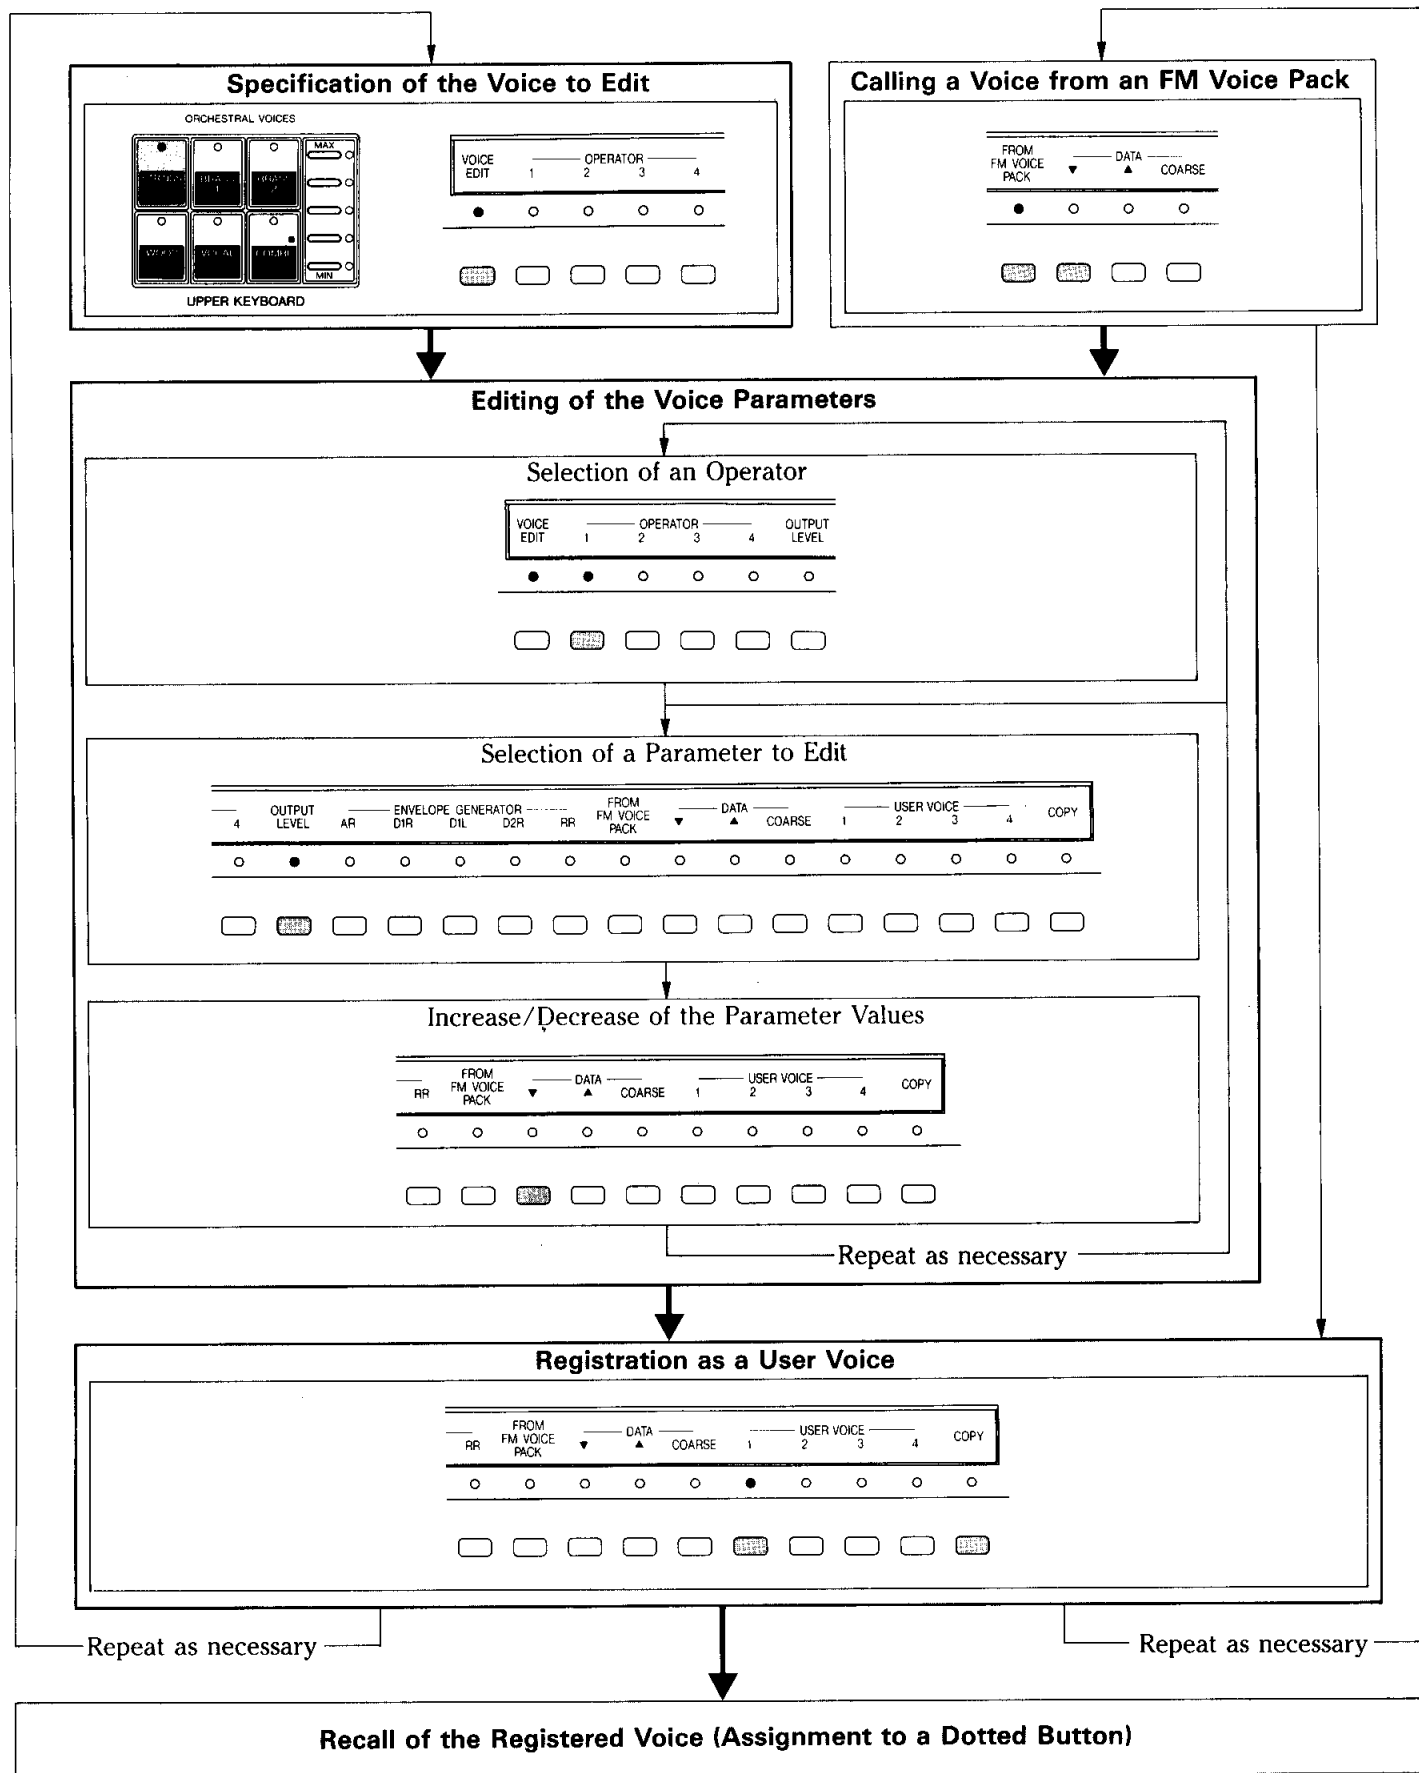 Specification of the Voice to Edit
ORCHESTRAL VOICES
MAX
WOOD VOCAL COMBI.
MIN
UPPER KEYBOARD
VOICE EDIT OPERATOR 1 2 3 4
Calling a Voice from an FM Voice Pack
FROM FM VOICE PACK ▼ DATA ▲ COARSE
Editing of the Voice Parameters
Selection of an Operator
VOICE EDIT OPERATOR 1 2 3 4 OUTPUT LEVEL
Selection of a Parameter to Edit
4 OUTPUT LEVEL ENVELOPE GENERATOR AR D1R D1L D2R RR FROM FM VOICE PACK ▼ DATA ▲ COARSE USER VOICE 1 2 3 4 COPY
Increase/Decrease of the Parameter Values
RR FROM FM VOICE PACK ▼ DATA ▲ COARSE USER VOICE 1 2 3 4 COPY
Repeat as necessary
Registration as a User Voice
RR FROM FM VOICE PACK ▼ DATA ▲ COARSE USER VOICE 1 2 3 4 COPY
Repeat as necessary
Repeat as necessary
Recall of the Registered Voice (Assignment to a Dotted Button)